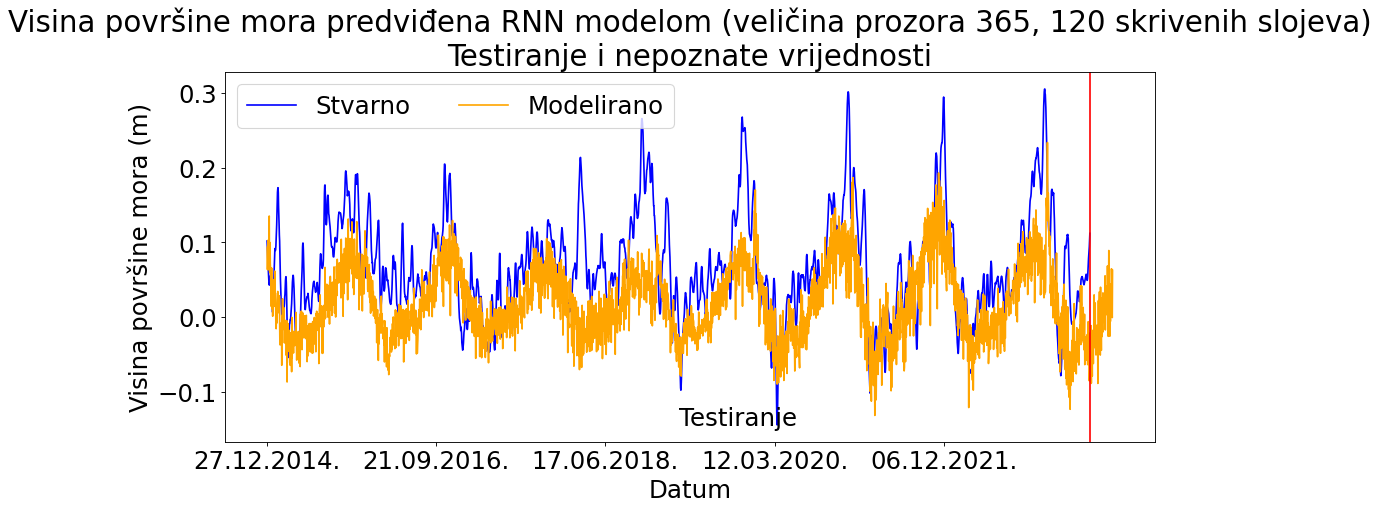 Visina površine mora predviđena RNN modelom (veličina prozora 365, 120 skrivenih slojeva)
Testiranje i nepoznate vrijednosti
Stvarno Modelirano
Visina površine mora (m)
0.3
0.2
0.1
0.0
−0.1
Testiranje
27.12.2014. 21.09.2016. 17.06.2018. 12.03.2020. 06.12.2021.
Datum